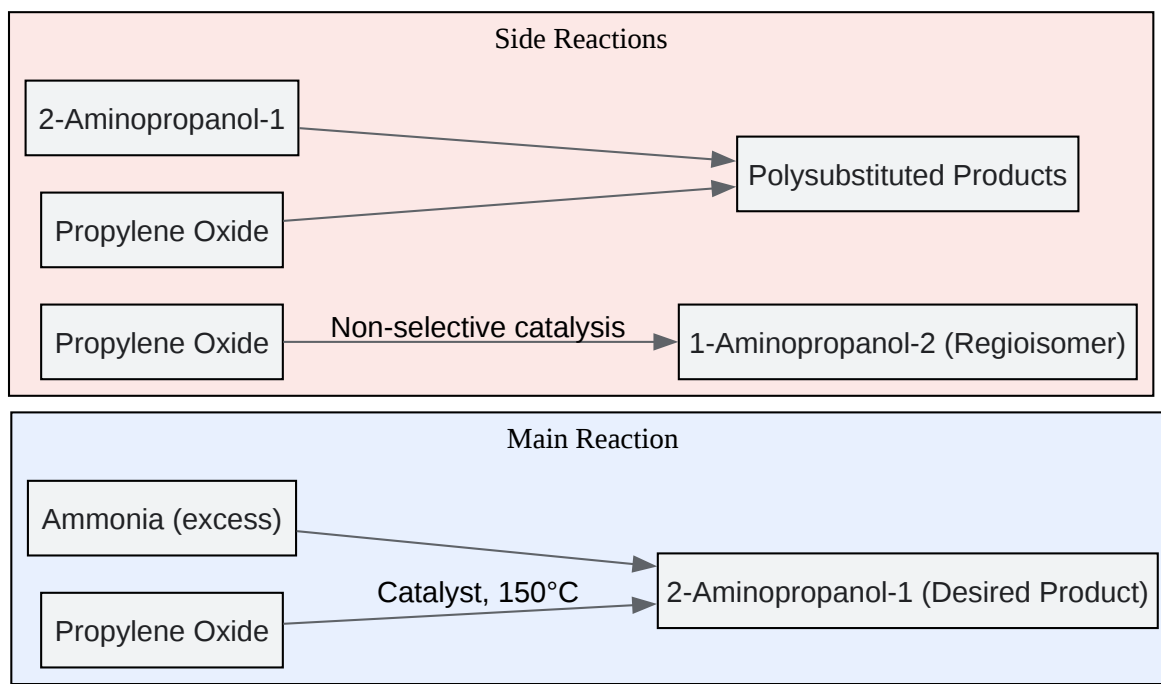 Side Reactions
2-Aminopropanol-1
Polysubstituted Products
Propylene Oxide
Propylene Oxide
Non-selective catalysis
1-Aminopropanol-2 (Regioisomer)
Main Reaction
Ammonia (excess)
Catalyst, 150°C
2-Aminopropanol-1 (Desired Product)
Propylene Oxide